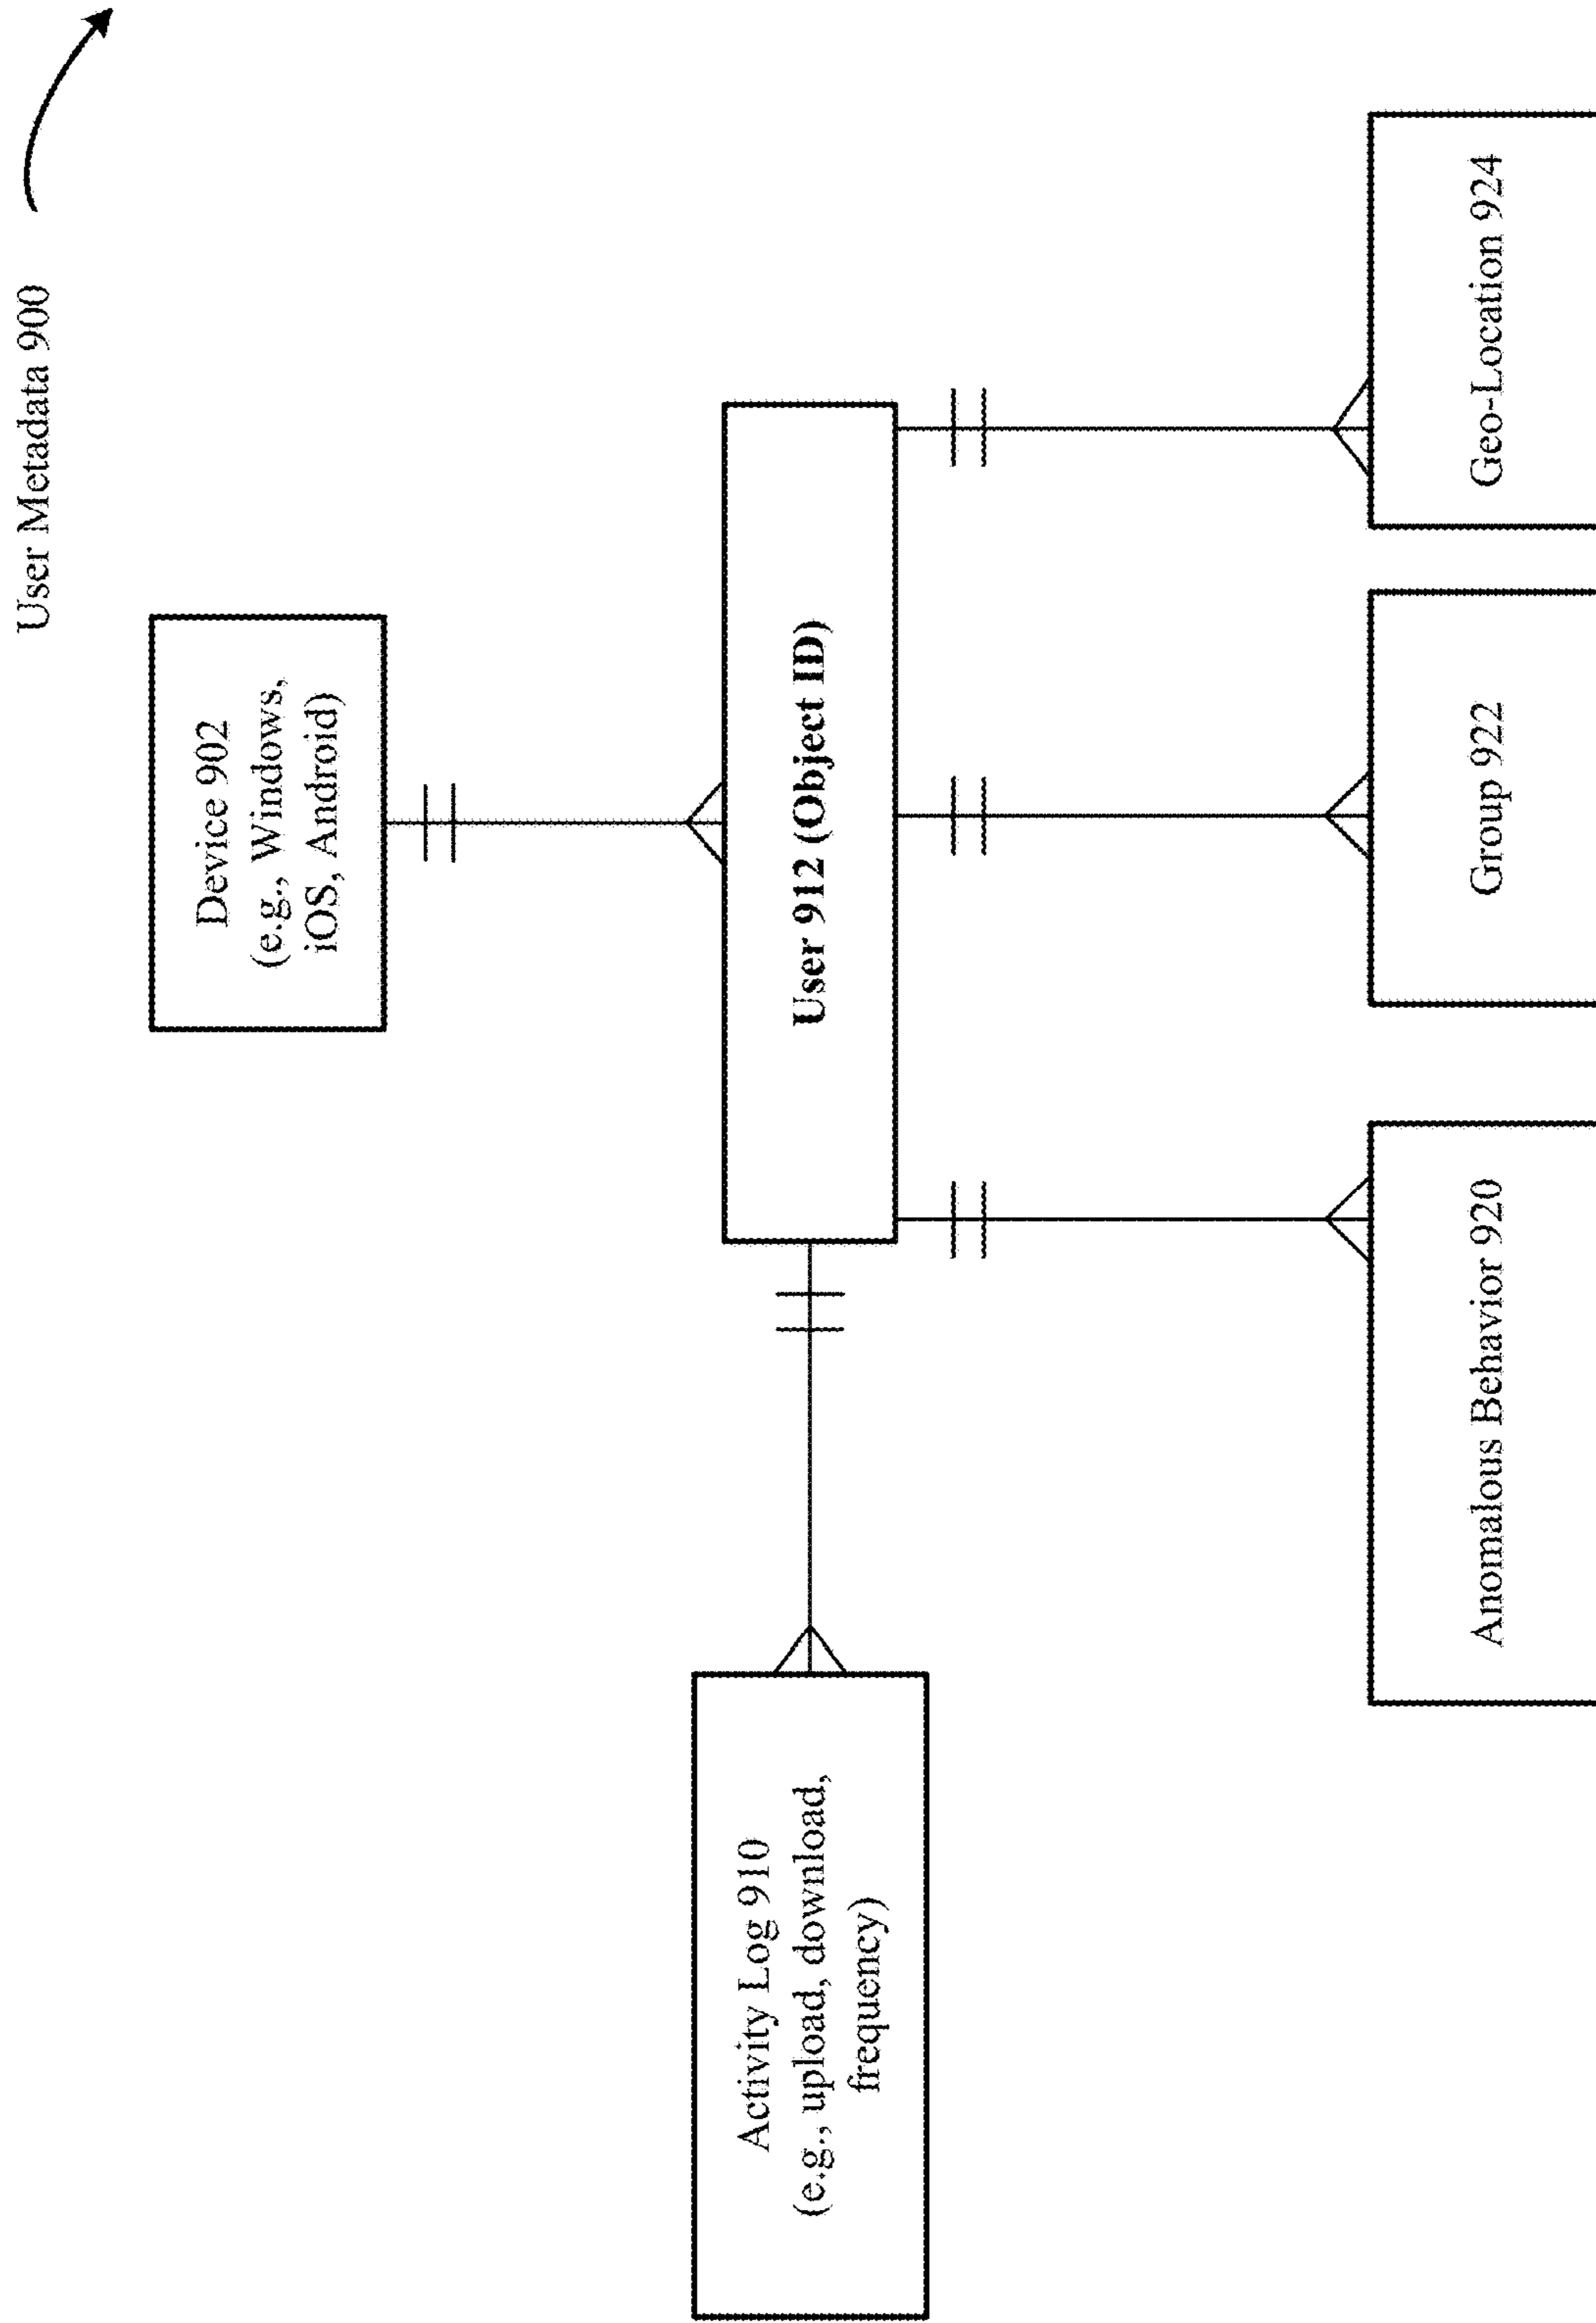 User Metadata 900
Device 902
(e.g., Windows,
iOS, Android)
Activity Log 910
(e.g., upload, download,
frequency)
User 912 (Object ID)
Anomalous Behavior 920
Group 922
Geo-Location 924